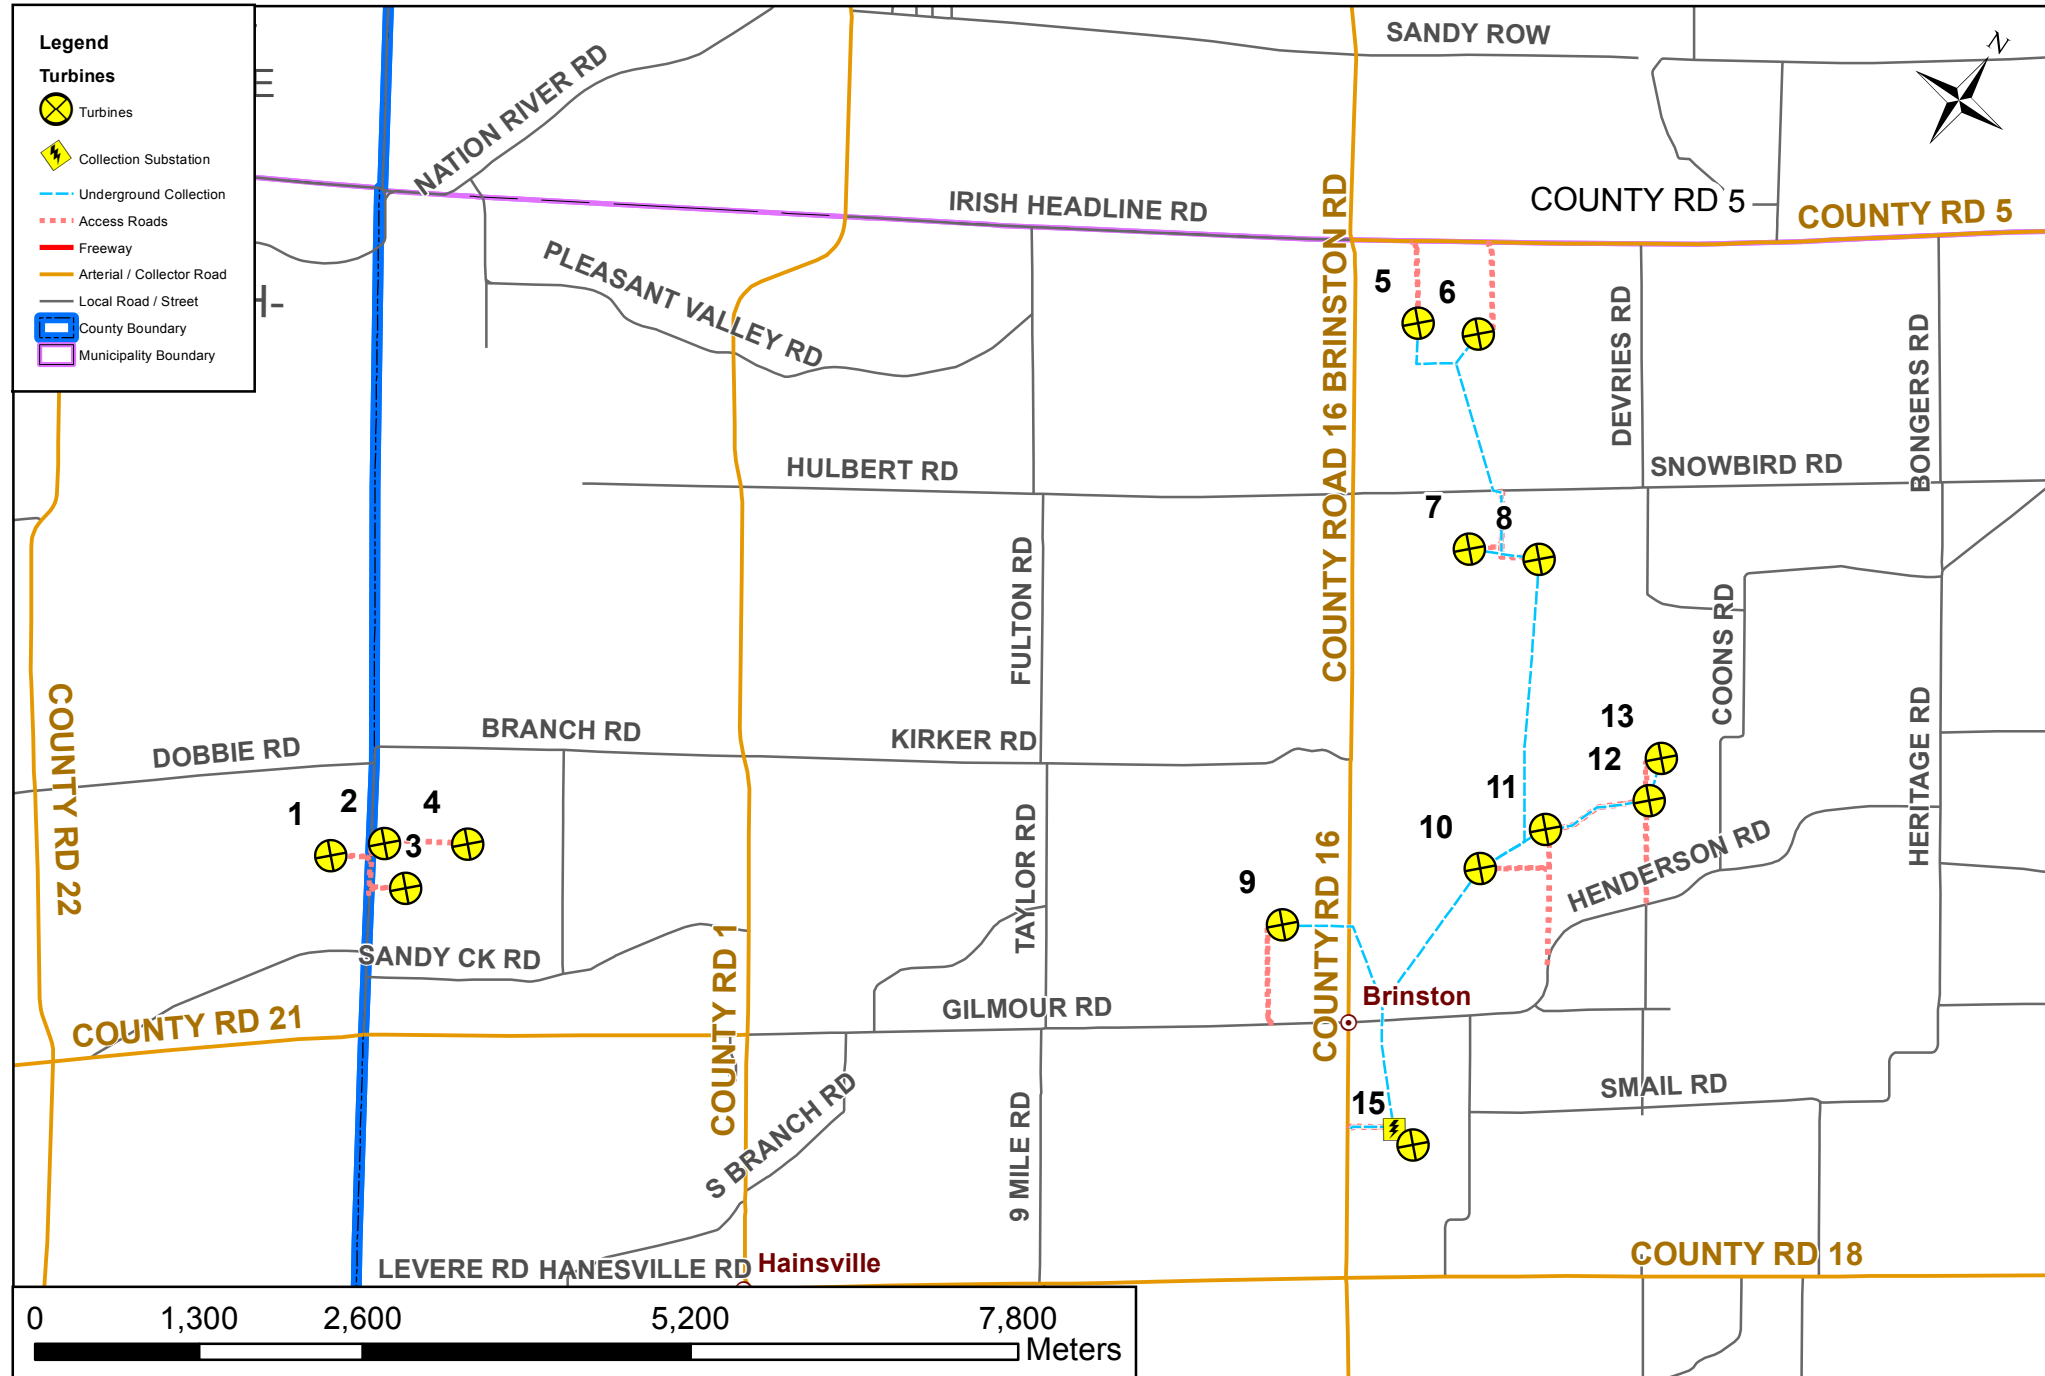 Legend
Turbines
Turbines
Collection Substation
Underground Collection
Access Roads
Freeway
Arterial / Collector Road
Local Road / Street
County Boundary
Municipality Boundary
N
SANDY ROW
NATION RIVER RD
IRISH HEADLINE RD
COUNTY RD 5
COUNTY RD 5
PLEASANT VALLEY RD
COUNTY ROAD 16 BRINSTON RD
5
6
DEVRIES RD
BONGERS RD
HULBERT RD
SNOWBIRD RD
7
8
FULTON RD
COONS RD
COUNTY RD 22
DOBBIE RD
BRANCH RD
KIRKER RD
HERITAGE RD
13
12
11
10
1
2
4
3
TAYLOR RD
HENDERSON RD
9
COUNTY RD 16
SANDY CK RD
COUNTY RD 1
COUNTY RD 21
GILMOUR RD
Brinston
S BRANCH RD
9 MILE RD
15
SMAIL RD
LEVERE RD
HANESVILLE RD
Hainsville
COUNTY RD 18
0
1,300
2,600
5,200
7,800
Meters